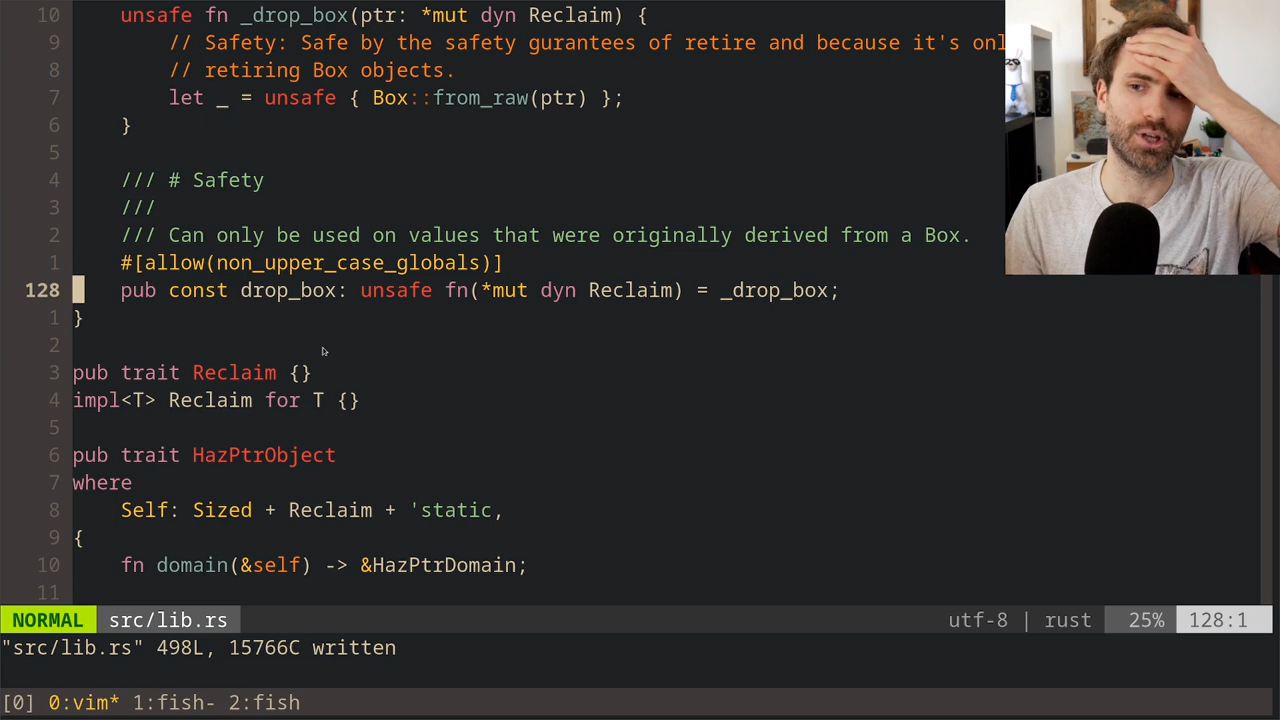 10 unsafe fn _drop_box(ptr: *mut dyn Reclaim) {
9 // Safety: Safe by the safety gurantees of retire and because it's onl
8 // retiring Box objects.
7 let _ = unsafe { Box::from_raw(ptr) };
6 }
5
4 /// # Safety
3 ///
2 /// Can only be used on values that were originally derived from a Box.
1 #[allow(non_upper_case_globals)]
128 pub const drop_box: unsafe fn(*mut dyn Reclaim) = _drop_box;
1 }
2
3 pub trait Reclaim {}
4 impl<T> Reclaim for T {}
5
6 pub trait HazPtrObject
7 where
8 Self: Sized + Reclaim + 'static,
9 {
10 fn domain(&self) -> &HazPtrDomain;
11
NORMAL src/lib.rs utf-8 | rust 25% 128:1
"src/lib.rs" 498L, 15766C written
[0] 0:vim* 1:fish- 2:fish